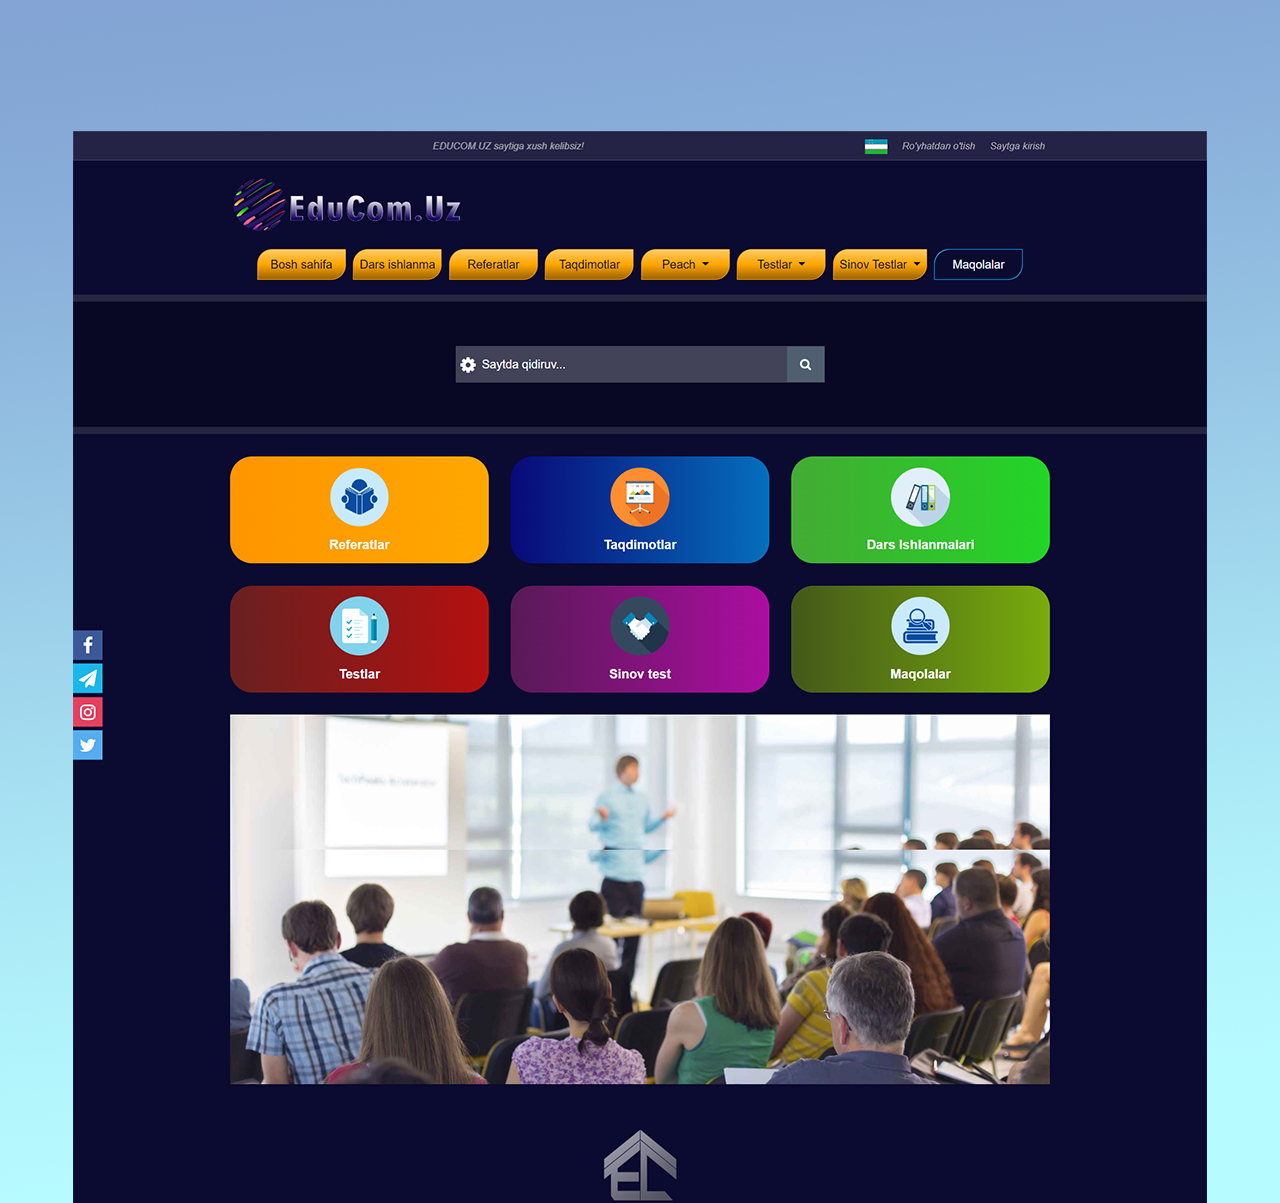 EDUCOM.UZ saytiga xush kelibsiz!
Ro'yhatdan o'tish
Saytga kirish
EduCom.Uz
Bosh sahifa
Dars ishlanma
Referatlar
Taqdimotlar
Peach
Testlar
Sinov Testlar
Maqolalar
Saytda qidiruv...
Referatlar
Taqdimotlar
Dars Ishlanmalari
Testlar
Sinov test
Maqolalar